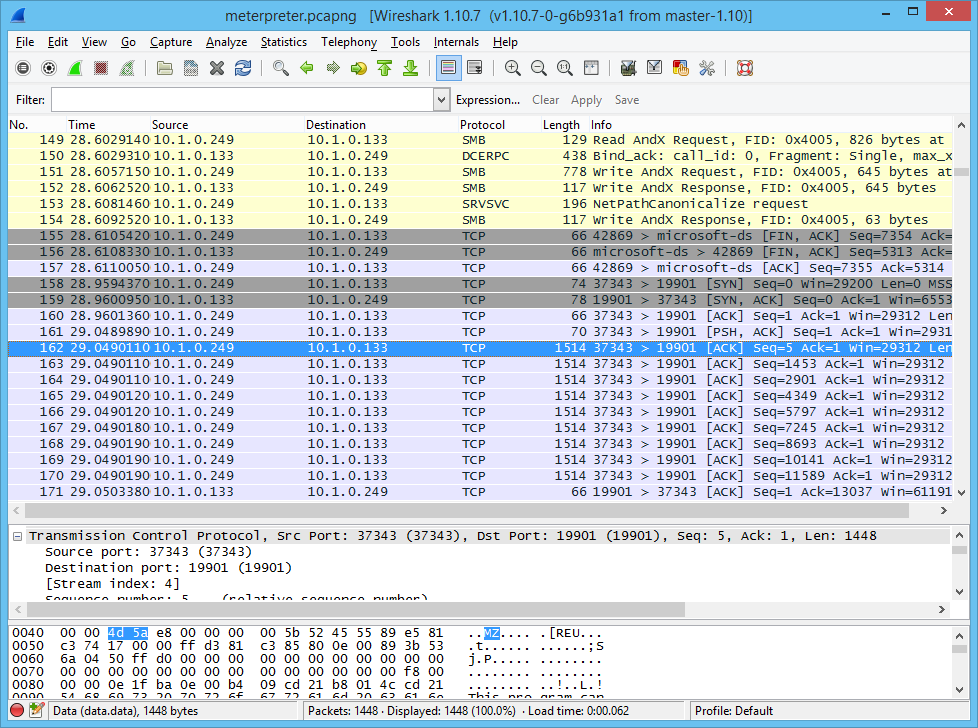 meterpreter.pcapng [Wireshark 1.10.7 (v1.10.7-0-g6b931a1 from master-1.10)]
File Edit View Go Capture Analyze Statistics Telephony Tools Internals Help
Filter: Expression... Clear Apply Save
No. Time Source Destination Protocol Length Info
149 28.6029140 10.1.0.249 10.1.0.133 SMB 129 Read AndX Request, FID: 0x4005, 826 bytes at
150 28.6029310 10.1.0.133 10.1.0.249 DCERPC 438 Bind_ack: call_id: 0, Fragment: Single, max_x
151 28.6057150 10.1.0.249 10.1.0.133 SMB 778 Write AndX Request, FID: 0x4005, 645 bytes at
152 28.6062520 10.1.0.133 10.1.0.249 SMB 117 Write AndX Response, FID: 0x4005, 645 bytes
153 28.6081460 10.1.0.249 10.1.0.133 SRVSVC 196 NetPathCanonicalize request
154 28.6092520 10.1.0.133 10.1.0.249 SMB 117 Write AndX Response, FID: 0x4005, 63 bytes
155 28.6105420 10.1.0.249 10.1.0.133 TCP 66 42869 > microsoft-ds [FIN, ACK] Seq=7354 Ack=
156 28.6108330 10.1.0.133 10.1.0.249 TCP 66 microsoft-ds > 42869 [FIN, ACK] Seq=5313 Ack=
157 28.6110050 10.1.0.249 10.1.0.133 TCP 66 42869 > microsoft-ds [ACK] Seq=7355 Ack=5314
158 28.9594370 10.1.0.249 10.1.0.133 TCP 74 37343 > 19901 [SYN] Seq=0 Win=29200 Len=0 MSS
159 28.9600950 10.1.0.133 10.1.0.249 TCP 78 19901 > 37343 [SYN, ACK] Seq=0 Ack=1 Win=6553
160 28.9601360 10.1.0.249 10.1.0.133 TCP 66 37343 > 19901 [ACK] Seq=1 Ack=1 Win=29312 Len
161 29.0489890 10.1.0.249 10.1.0.133 TCP 70 37343 > 19901 [PSH, ACK] Seq=1 Ack=1 Win=2931
162 29.0490110 10.1.0.249 10.1.0.133 TCP 1514 37343 > 19901 [ACK] Seq=5 Ack=1 Win=29312 Len
163 29.0490110 10.1.0.249 10.1.0.133 TCP 1514 37343 > 19901 [ACK] Seq=1453 Ack=1 Win=29312
164 29.0490110 10.1.0.249 10.1.0.133 TCP 1514 37343 > 19901 [ACK] Seq=2901 Ack=1 Win=29312
165 29.0490120 10.1.0.249 10.1.0.133 TCP 1514 37343 > 19901 [ACK] Seq=4349 Ack=1 Win=29312
166 29.0490120 10.1.0.249 10.1.0.133 TCP 1514 37343 > 19901 [ACK] Seq=5797 Ack=1 Win=29312
167 29.0490180 10.1.0.249 10.1.0.133 TCP 1514 37343 > 19901 [ACK] Seq=7245 Ack=1 Win=29312
168 29.0490190 10.1.0.249 10.1.0.133 TCP 1514 37343 > 19901 [ACK] Seq=8693 Ack=1 Win=29312
169 29.0490190 10.1.0.249 10.1.0.133 TCP 1514 37343 > 19901 [ACK] Seq=10141 Ack=1 Win=29312
170 29.0490190 10.1.0.249 10.1.0.133 TCP 1514 37343 > 19901 [ACK] Seq=11589 Ack=1 Win=29312
171 29.0503380 10.1.0.133 10.1.0.249 TCP 66 19901 > 37343 [ACK] Seq=1 Ack=13037 Win=61191
Transmission Control Protocol, Src Port: 37343 (37343), Dst Port: 19901 (19901), Seq: 5, Ack: 1, Len: 1448
Source port: 37343 (37343)
Destination port: 19901 (19901)
[Stream index: 4]
Sequence number: 5 (relative sequence number)
0040 00 00 4d 5a e8 00 00 00 00 5b 52 45 55 89 e5 81 ..MZ.... .[REU...
0050 c3 74 17 00 00 ff d3 81 c3 85 80 0e 00 89 3b 53 .t...... ......;S
0060 6a 04 50 ff d0 00 00 00 00 00 00 00 00 00 00 00 j.P..... ........
0070 00 00 00 00 00 00 00 00 00 00 00 00 00 00 f8 00 ........ ........
0080 00 00 0e 1f ba 0e 00 b4 09 cd 21 b8 01 4c cd 21 ........ ..!..L.!
0090 54 68 69 73 20 70 72 6f 67 72 61 6d 20 63 61 6e This pro gram can
Data (data.data), 1448 bytes Packets: 1448 · Displayed: 1448 (100.0%) · Load time: 0:00.062 Profile: Default